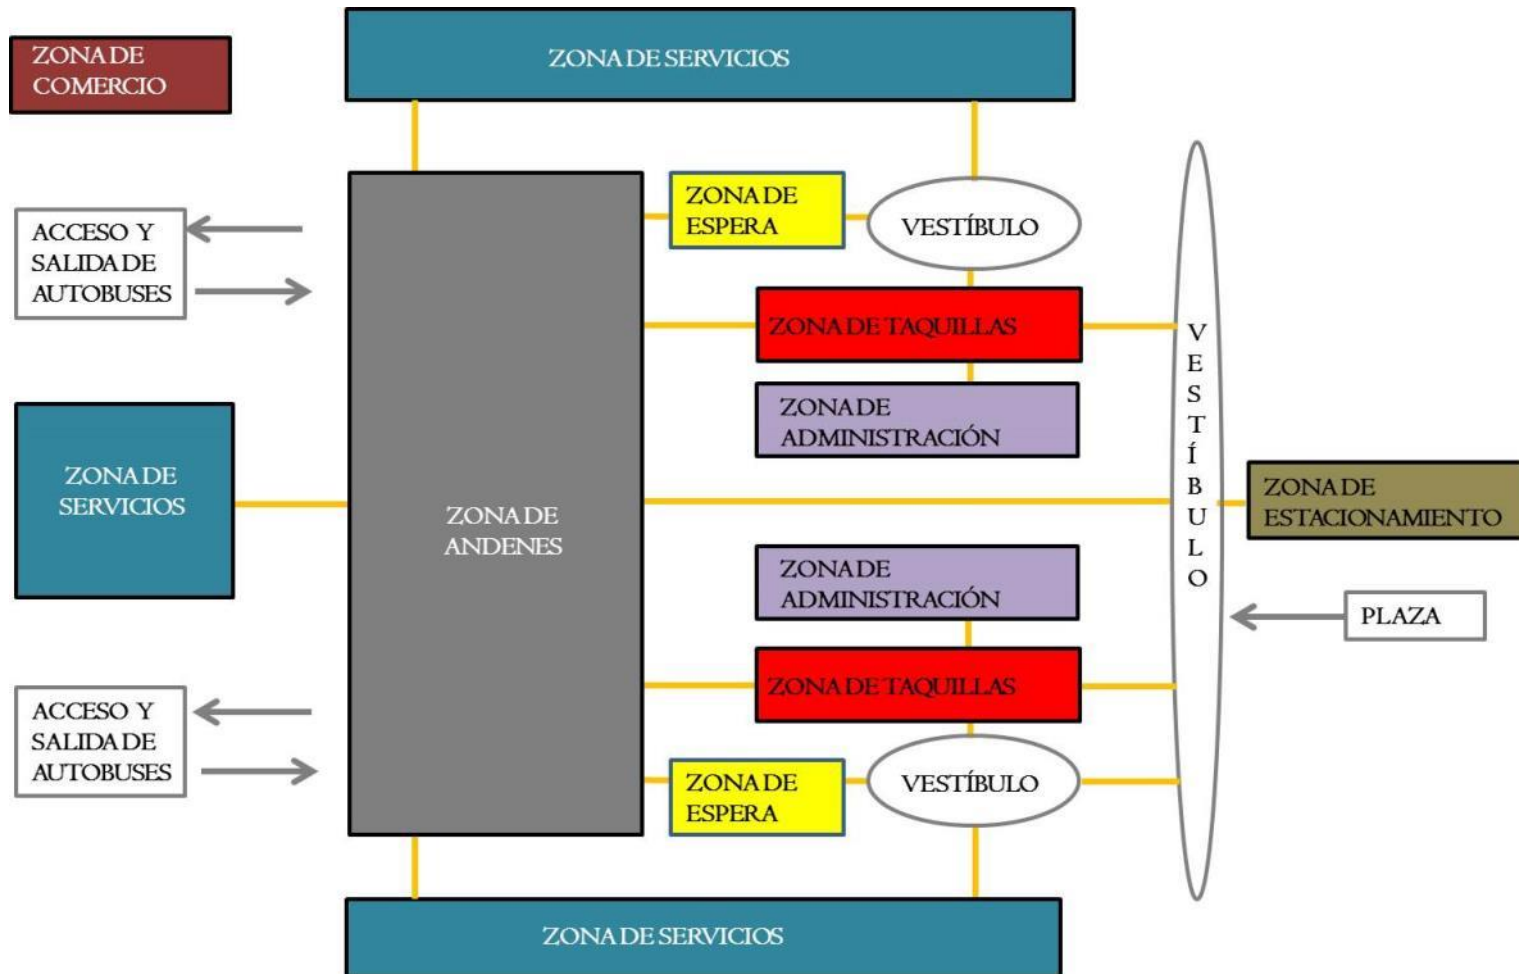 ZONA DE
COMERCIO
ZONA DE SERVICIOS
ACCESO Y
SALIDA DE
AUTOBUSES
ZONA DE
ESPERA
VESTÍBULO
ZONA DE TAQUILLAS
ZONA DE
ADMINISTRACIÓN
VESTÍBULO
ZONA DE
SERVICIOS
ZONA DE
ANDENES
ZONA DE
ESTACIONAMIENTO
ZONA DE
ADMINISTRACIÓN
PLAZA
ZONA DE TAQUILLAS
ACCESO Y
SALIDA DE
AUTOBUSES
ZONA DE
ESPERA
VESTÍBULO
ZONA DE SERVICIOS